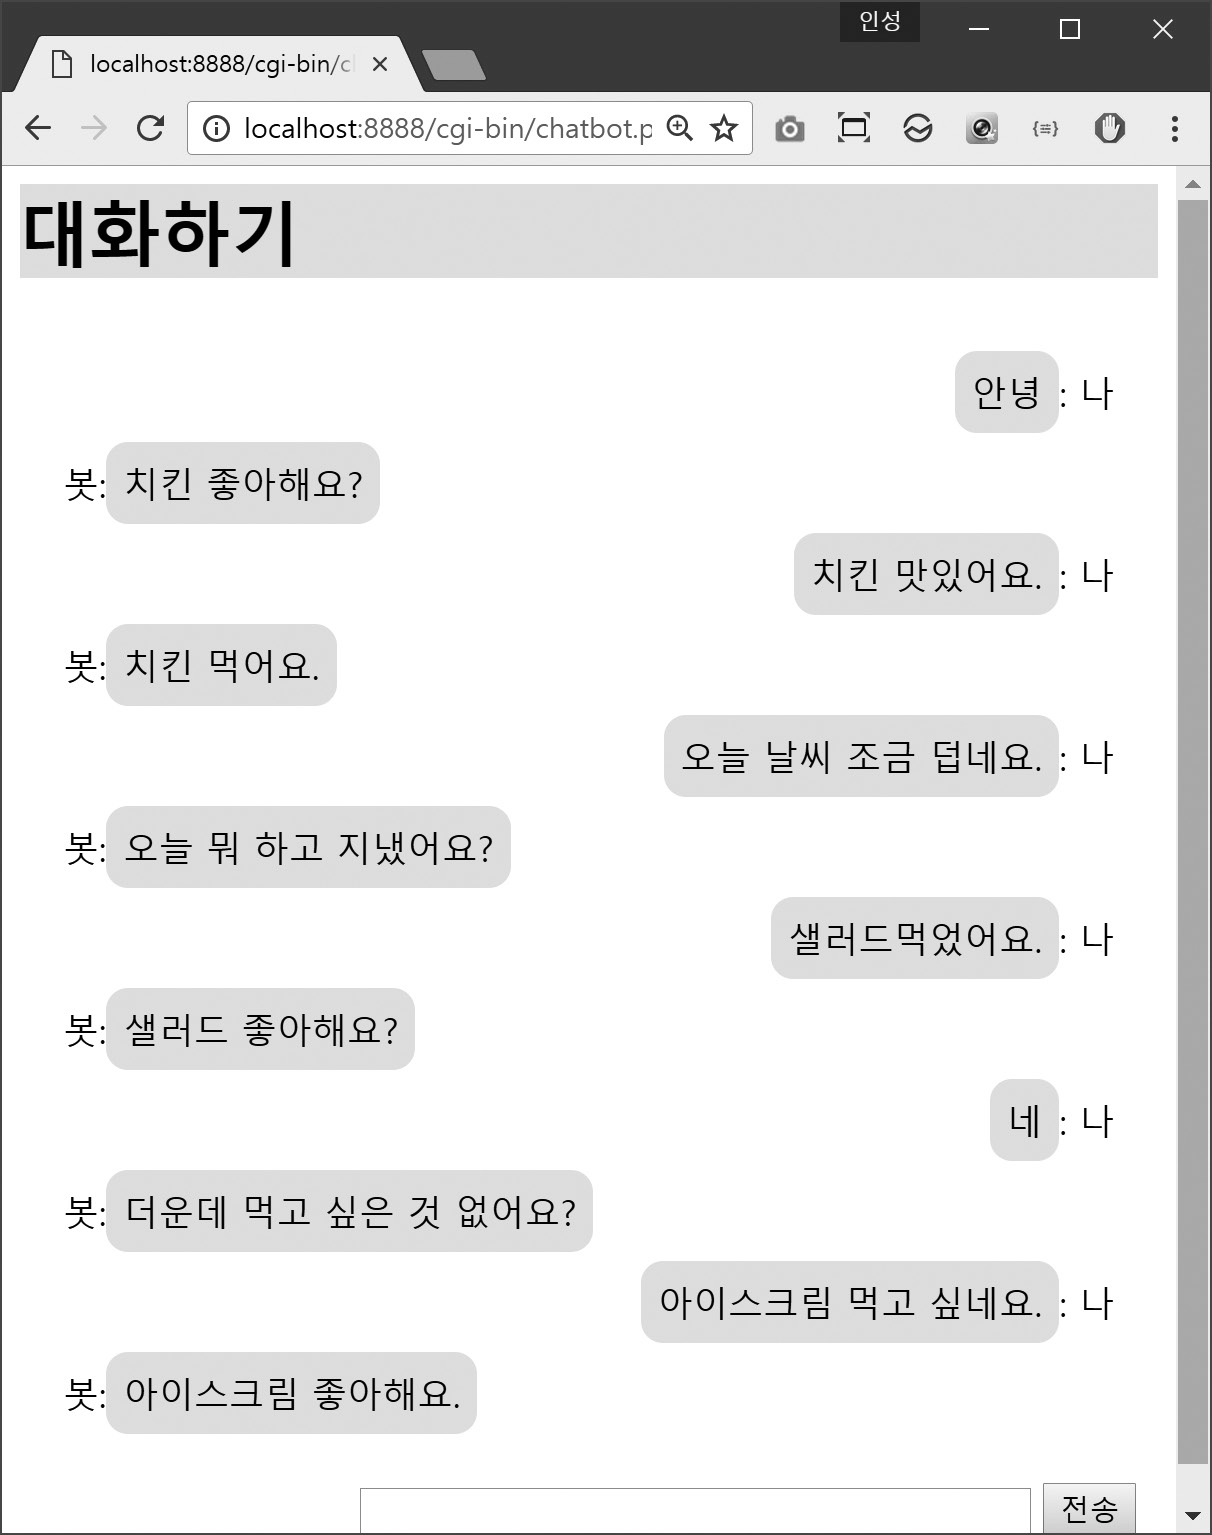 인성
localhost:8888/cgi-bin/c
localhost:8888/cgi-bin/chatbot.p
대화하기
안녕 : 나
봇: 치킨 좋아해요?
치킨 맛있어요. : 나
봇: 치킨 먹어요.
오늘 날씨 조금 덥네요. : 나
봇: 오늘 뭐 하고 지냈어요?
샐러드먹었어요. : 나
봇: 샐러드 좋아해요?
네 : 나
봇: 더운데 먹고 싶은 것 없어요?
아이스크림 먹고 싶네요. : 나
봇: 아이스크림 좋아해요.
전송